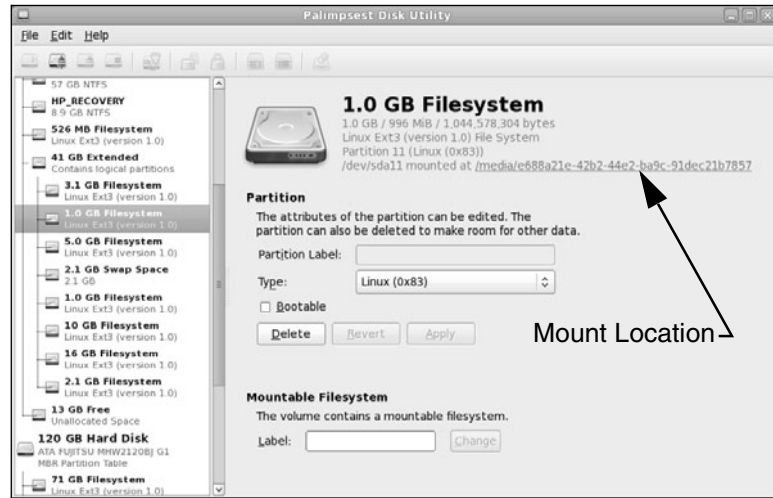 Palimpsest Disk Utility
File Edit Help
57 GB NTFS
HP_RECOVERY
8.9 GB NTFS
526 MB Filesystem
Linux Ext3 (version 1.0)
41 GB Extended
Contains logical partitions
3.1 GB Filesystem
Linux Ext3 (version 1.0)
1.0 GB Filesystem
Linux Ext3 (version 1.0)
5.0 GB Filesystem
Linux Ext3 (version 1.0)
2.1 GB Swap Space
2.1 GB
1.0 GB Filesystem
Linux Ext3 (version 1.0)
10 GB Filesystem
Linux Ext3 (version 1.0)
16 GB Filesystem
Linux Ext3 (version 1.0)
2.1 GB Filesystem
Linux Ext3 (version 1.0)
13 GB Free
Unallocated Space
120 GB Hard Disk
ATA FUJITSU MHW2120BJ G1
MBR Partition Table
71 GB Filesystem
Linux Ext3 (version 1.0)
1.0 GB Filesystem
1.0 GB / 996 MiB / 1,044,578,304 bytes
Linux Ext3 (version 1.0) File System
Partition 11 (Linux (0x83))
/dev/sda11 mounted at /media/e688a21e-42b2-44e2-ba9c-91dec21b7857
Partition
The attributes of the partition can be edited. The
partition can also be deleted to make room for other data.
Partition Label:
Type: Linux (0x83)
Bootable
Delete Revert Apply
Mount Location
Mountable Filesystem
The volume contains a mountable filesystem.
Label: Change